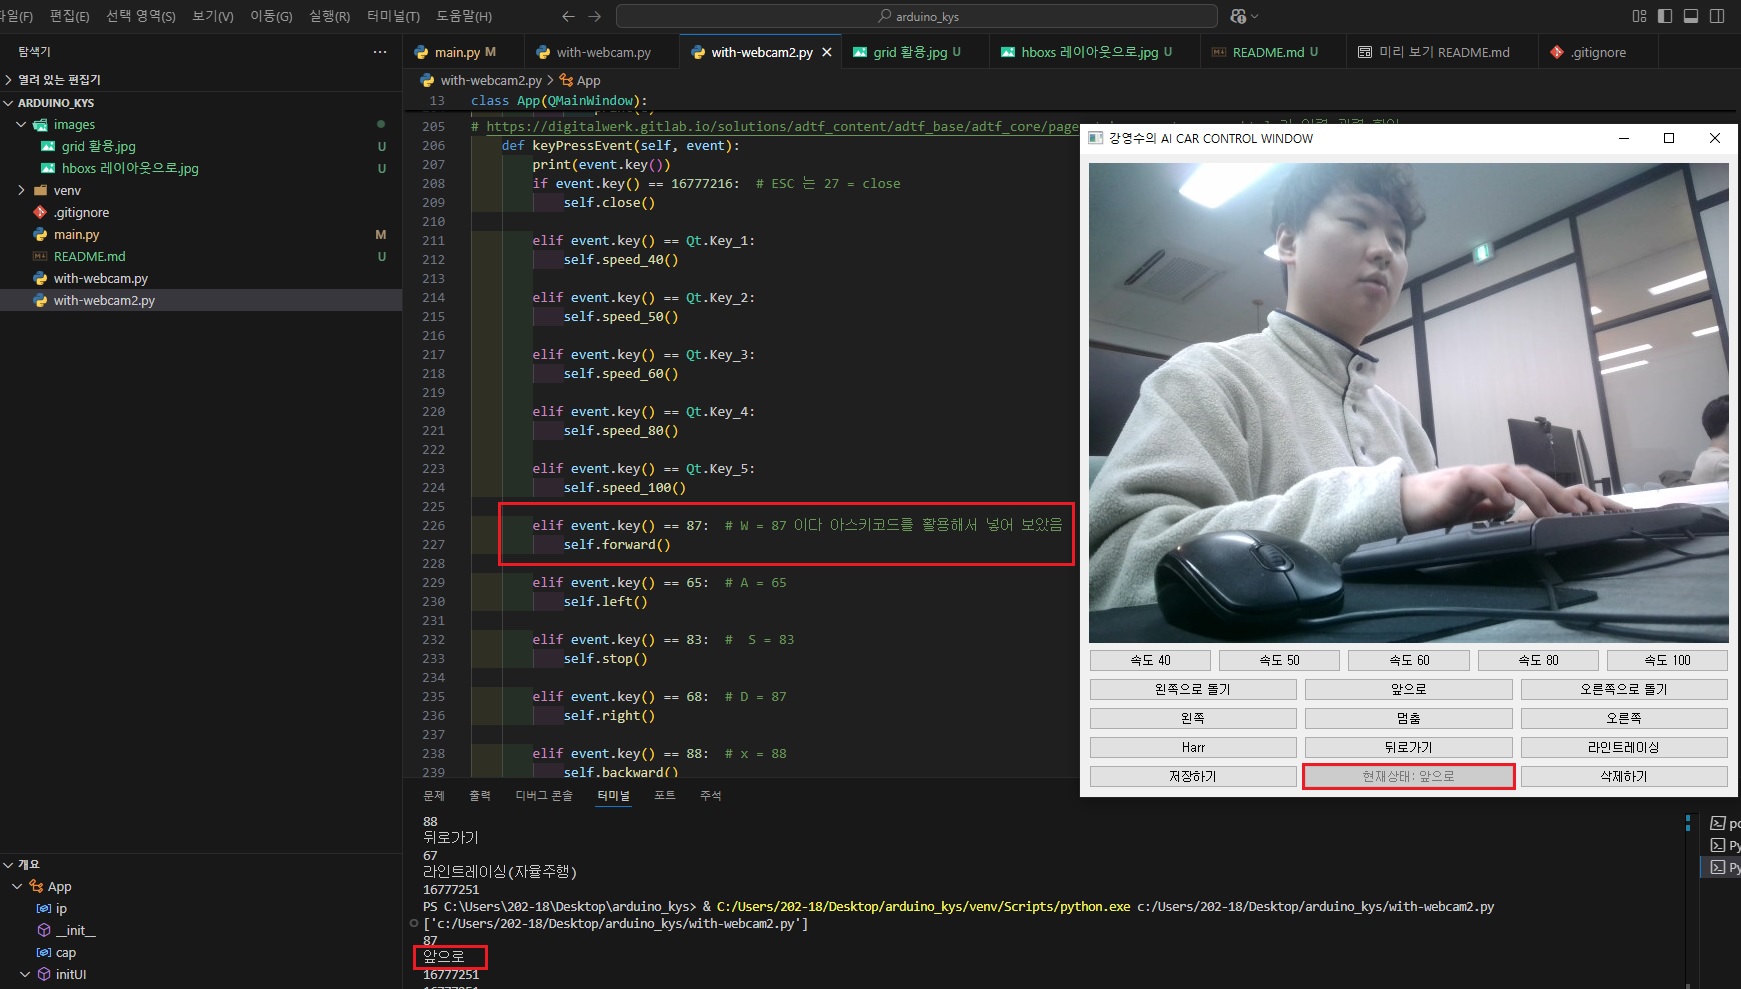 파일(F) 편집(E) 선택 영역(S) 보기(V) 이동(G) 실행(R) 터미널(T) 도움말(H)
arduino_kys
탐색기
열려 있는 편집기
ARDUINO_KYS
images
grid 활용.jpg U
hboxs 레이아웃으로.jpg U
venv
.gitignore
main.py M
README.md U
with-webcam.py
with-webcam2.py
개요
App
ip
__init__
cap
initUI
main.py M
with-webcam.py
with-webcam2.py
grid 활용.jpg U
hboxs 레이아웃으로.jpg U
README.md U
미리 보기 README.md
.gitignore
with-webcam2.py > App
13 class App(QMainWindow):
205 # https://digitalwerk.gitlab.io/solutions/adtf_content/adtf_base/adtf_core/page
206 def keyPressEvent(self, event):
207 print(event.key())
208 if event.key() == 16777216:  # ESC 는 27 = close
209 self.close()
210
211 elif event.key() == Qt.Key_1:
212 self.speed_40()
213
214 elif event.key() == Qt.Key_2:
215 self.speed_50()
216
217 elif event.key() == Qt.Key_3:
218 self.speed_60()
219
220 elif event.key() == Qt.Key_4:
221 self.speed_80()
222
223 elif event.key() == Qt.Key_5:
224 self.speed_100()
225
226 elif event.key() == 87:  # W = 87 이다 아스키코드를 활용해서 넣어 보았음
227 self.forward()
228
229 elif event.key() == 65:  # A = 65
230 self.left()
231
232 elif event.key() == 83:  #  S = 83
233 self.stop()
234
235 elif event.key() == 68:  # D = 87
236 self.right()
237
238 elif event.key() == 88:  # x = 88
239 self.backward()
강영수의 AI CAR CONTROL WINDOW
속도 40 속도 50 속도 60 속도 80 속도 100
왼쪽으로 돌기 앞으로 오른쪽으로 돌기
왼쪽 멈춤 오른쪽
Harr 뒤로가기 라인트레이싱
저장하기 현재상태: 앞으로 삭제하기
문제 출력 디버그 콘솔 터미널 포트 주석
88
뒤로가기
67
라인트레이싱(자율주행)
16777251
PS C:\Users\202-18\Desktop\arduino_kys> & C:/Users/202-18/Desktop/arduino_kys/venv/Scripts/python.exe c:/Users/202-18/Desktop/arduino_kys/with-webcam2.py
['c:/Users/202-18/Desktop/arduino_kys/with-webcam2.py']
87
앞으로
16777251